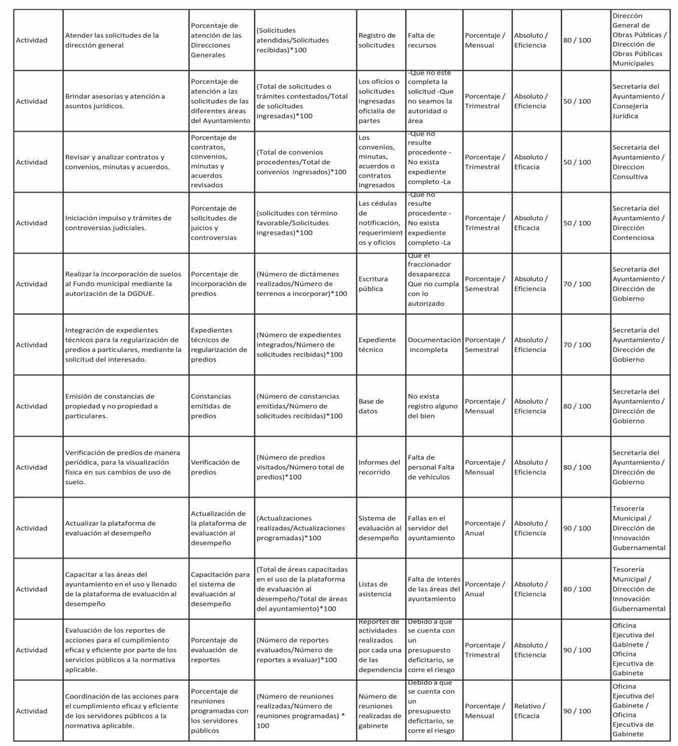 Actividad
Atender las solicitudes de la
dirección general
Porcentaje de
atención de las
Direcciones
Generales
(Solicitudes
atendidas/Solicitudes
recibidas)*100
Registro de
solicitudes
Falta de
recursos
Porcentaje /
Mensual
Absoluto /
Eficiencia
80 / 100
Direccón
General de
Obras Públicas /
Dirección de
Obras Públicas
Municipales
Actividad
Brindar asesorias y atención a
asuntos jurídicos.
Porcentaje de
atención a las
solicitudes de las
diferentes áreas
del Ayuntamiento
(Total de solicitudes o
trámites contestados/Total
de solicitudes
ingresadas)*100
Los oficios o
solicitudes
ingresadas
oficialía de
partes
-Que no esté
completa la
solicitud -Que
no seamos la
autoridad o
área
Porcentaje /
Trimestral
Absoluto /
Eficiencia
50 / 100
Secretaría del
Ayuntamiento /
Consejería
Jurídica
Actividad
Revisar y analizar contratos y
convenios, minutas y acuerdos.
Porcentaje de
contratos,
convenios,
minutas y
acuerdos
revisados
(Total de convenios
procedentes/Total de
convenios ingresados)*100
Los
convenios,
minutas,
acuerdos o
contratos
ingresados
-Que no
resulte
procedente -
No exista
expediente
completo -La
Porcentaje /
Trimestral
Absoluto /
Eficacia
50 / 100
Secretaría del
Ayuntamiento /
Direccion
Consultiva
Actividad
Iniciación impulso y trámites de
controversias judiciales.
Porcentaje de
solicitudes de
juicios y
controversias
(solicitudes con término
favorable/Solicitudes
ingresadas)*100
Las cédulas
de
notificación,
requerimient
os y oficios
-Que no
resulte
procedente -
No exista
expediente
completo -La
Porcentaje /
Trimestral
Absoluto /
Eficacia
50 / 100
Secretaría del
Ayuntamiento /
Dirección
Contenciosa
Actividad
Realizar la incorporación de suelos
al Fundo municipal mediante la
autorización de la DGDUE.
Porcentaje de
incorporación de
predios
(Número de dictámenes
realizados/Número de
terrenos a incorporar)*100
Escritura
pública
Que el
fraccionador
desaparezca
Que no cumpla
con lo
autorizado
Porcentaje /
Semestral
Absoluto /
Eficiencia
70 / 100
Secretaría del
Ayuntamiento /
Dirección de
Gobierno
Actividad
Integración de expedientes
técnicos para la regularización de
predios a particulares, mediante la
solicitud del interesado.
Expedientes
técnicos de
regularización de
predios
(Número de expedientes
integrados/Número de
solicitudes recibidas)*100
Expediente
técnico
Documentación
incompleta
Porcentaje /
Semestral
Absoluto /
Eficiencia
70 / 100
Secretaría del
Ayuntamiento /
Dirección de
Gobierno
Actividad
Emisión de constancias de
propiedad y no propiedad a
particulares.
Constancias
emitidas de
predios
(Número de constancias
emitidas/Número de
solicitudes recibidas)*100
Base de
datos
No exista
registro alguno
del bien
Porcentaje /
Mensual
Absoluto /
Eficiencia
80 / 100
Secretaría del
Ayuntamiento /
Dirección de
Gobierno
Actividad
Verificación de predios de manera
periódica, para la visualización
física en sus cambios de uso de
suelo.
Verificación de
predios
(Número de predios
visitados/Número total de
predios)*100
Informes del
recorrido
Falta de
personal Falta
de vehículos
Porcentaje /
Mensual
Absoluto /
Eficiencia
80 / 100
Secretaría del
Ayuntamiento /
Dirección de
Gobierno
Actividad
Actualizar la plataforma de
evaluación al desempeño
Actualización de
la plataforma de
evaluación al
desempeño
(Actualizaciones
realizadas/Actualizaciones
programadas)*100
Sistema de
evaluación al
desempeño
Fallas en el
servidor del
ayuntamiento
Porcentaje /
Anual
Absoluto /
Eficiencia
90 / 100
Tesorería
Municipal /
Dirección de
Innovación
Gubernamental
Actividad
Capacitar a las áreas del
ayuntamiento en el uso y llenado
de la plataforma de evaluación al
desempeño
Capacitación para
el sistema de
evaluación al
desempeño
(Total de áreas capacitadas
en el uso de la plataforma
de evaluación al
desempeño/Total de áreas
del ayuntamiento)*100
Listas de
asistencia
Falta de interés
de las áreas del
ayuntamiento
Porcentaje /
Anual
Absoluto /
Eficiencia
80 / 100
Tesorería
Municipal /
Dirección de
Innovación
Gubernamental
Actividad
Evaluación de los reportes de
acciones para el cumplimiento
eficaz y eficiente por parte de los
servicios públicos a la normativa
aplicable.
Porcentaje de
evaluación de
reportes
(Número de reportes
evaluados/Número de
reportes a evaluar)*100
Reportes de
actividades
realizados
por cada una
de las
dependencia
Debido a que
se cuenta con
un
presupuesto
deficitario, se
corre el riesgo
Porcentaje /
Trimestral
Absoluto /
Eficiencia
90 / 100
Oficina
Ejecutiva del
Gabinete /
Oficina
Ejecutiva de
Gabinete
Actividad
Coordinación de las acciones para
el cumplimiento eficaz y eficiente
de los servidores públicos a la
normativa aplicable.
Porcentaje de
reuniones
programadas con
los servidores
públicos
(Número de reuniones
realizadas/Número de
reuniones programadas) *
100
Número de
reuniones
realizadas de
gabinete
Debido a que
se cuenta con
un
presupuesto
deficitario, se
corre el riesgo
Porcentaje /
Mensual
Relativo /
Eficacia
90 / 100
Oficina
Ejecutiva del
Gabinete /
Oficina
Ejecutiva de
Gabinete